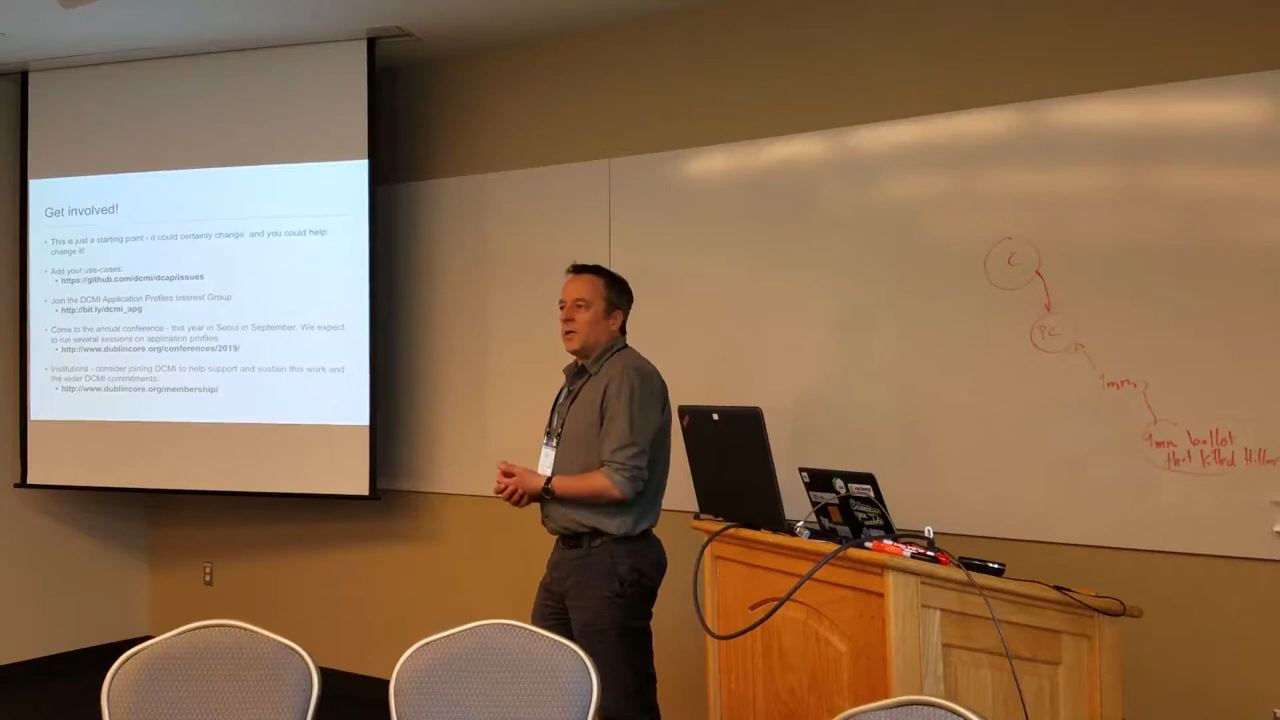 Get involved!
• This is just a starting point - it could certainly change, and you could help
change it!
• Add your use-cases:
• https://github.com/dcmi/dcap/issues
• Join the DCMI Application Profiles Interest Group
• http://bit.ly/dcmi_apg
• Come to the annual conference - this year in Seoul in September. We expect
to run several sessions on application profiles.
• http://www.dublincore.org/conferences/2019/
• Institutions - consider joining DCMI to help support and sustain this work and
the wider DCMI commitments.
• http://www.dublincore.org/membership/
C
PC
9mm
9mm bullet
that killed